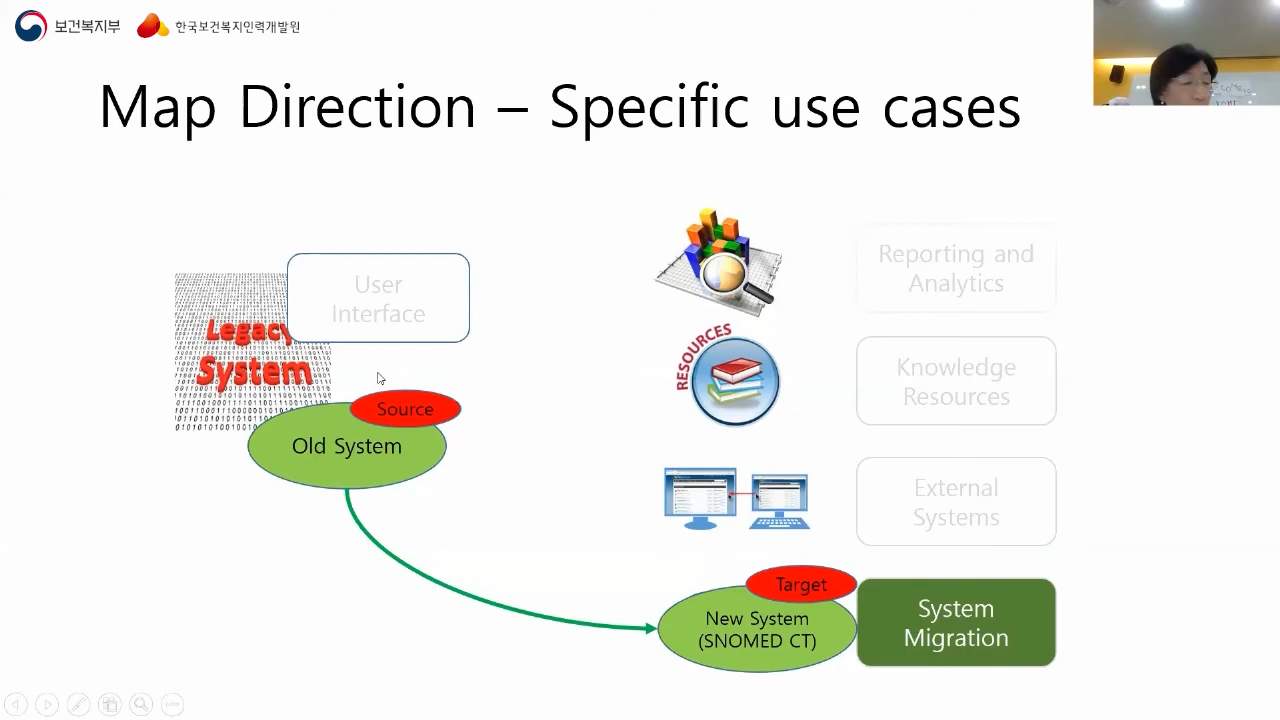 보건복지부
한국보건복지인력개발원
Map Direction – Specific use cases
User
Interface
Legacy
System
Source
Old System
Reporting and
Analytics
RESOURCES
Knowledge
Resources
External
Systems
Target
New System
(SNOMED CT)
System
Migration